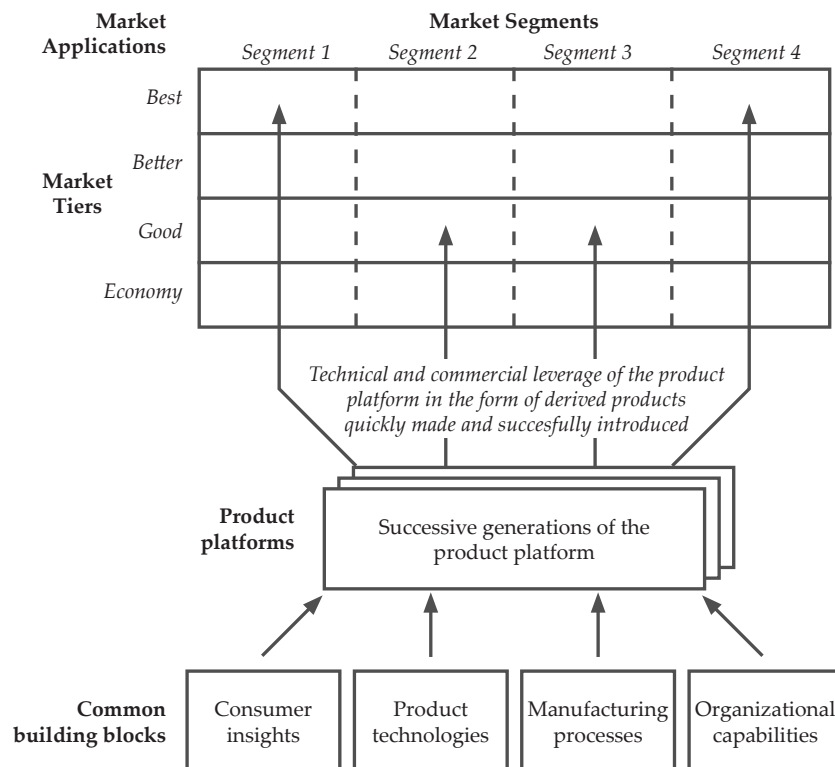 Market
Applications
Market Segments
Segment 1
Segment 2
Segment 3
Segment 4
Best
Better
Market
Tiers
Good
Economy
Technical and commercial leverage of the product
platform in the form of derived products
quickly made and succesfully introduced
Product
platforms
Successive generations of the
product platform
Common
building blocks
Consumer
insights
Product
technologies
Manufacturing
processes
Organizational
capabilities